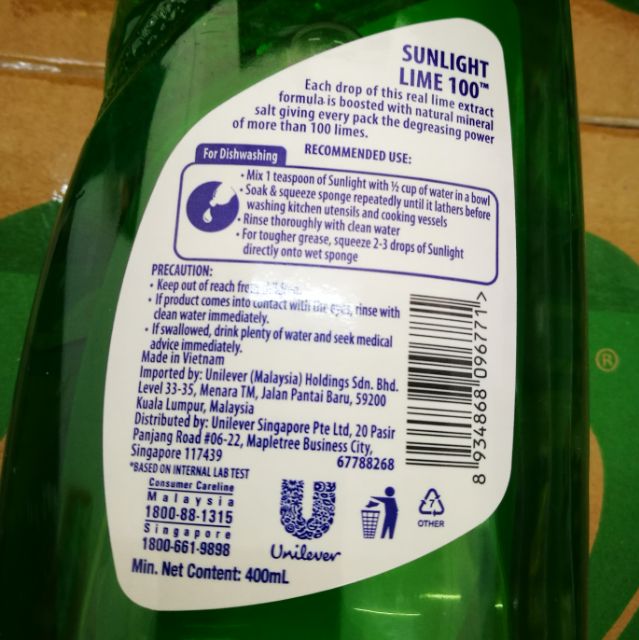 SUNLIGHT
LIME 100™
Each drop of this real lime extract
formula is boosted with natural mineral
salt giving every pack the degreasing power
of more than 100 limes.
For Dishwashing
RECOMMENDED USE:
• Mix 1 teaspoon of Sunlight with ½ cup of water in a bowl
• Soak & squeeze sponge repeatedly until it lathers before
washing kitchen utensils and cooking vessels
• Rinse thoroughly with clean water
• For tougher grease, squeeze 2-3 drops of Sunlight
directly onto wet sponge
PRECAUTION:
• Keep out of reach from
• If product comes into contact with the eyes, rinse with
clean water immediately.
• If swallowed, drink plenty of water and seek medical
advice immediately.
Made in Vietnam
Imported by: Unilever (Malaysia) Holdings Sdn. Bhd.
Level 33-35, Menara TM, Jalan Pantai Baru, 59200
Kuala Lumpur, Malaysia
Distributed by: Unilever Singapore Pte Ltd, 20 Pasir
Panjang Road #06-22, Mapletree Business City,
Singapore 117439
67788268
*BASED ON INTERNAL LAB TEST
Consumer Careline
Malaysia
1800-88-1315
Singapore
1800-661-9898
Min. Net Content: 400mL
Unilever
7
OTHER
8 934868 096771 >
®